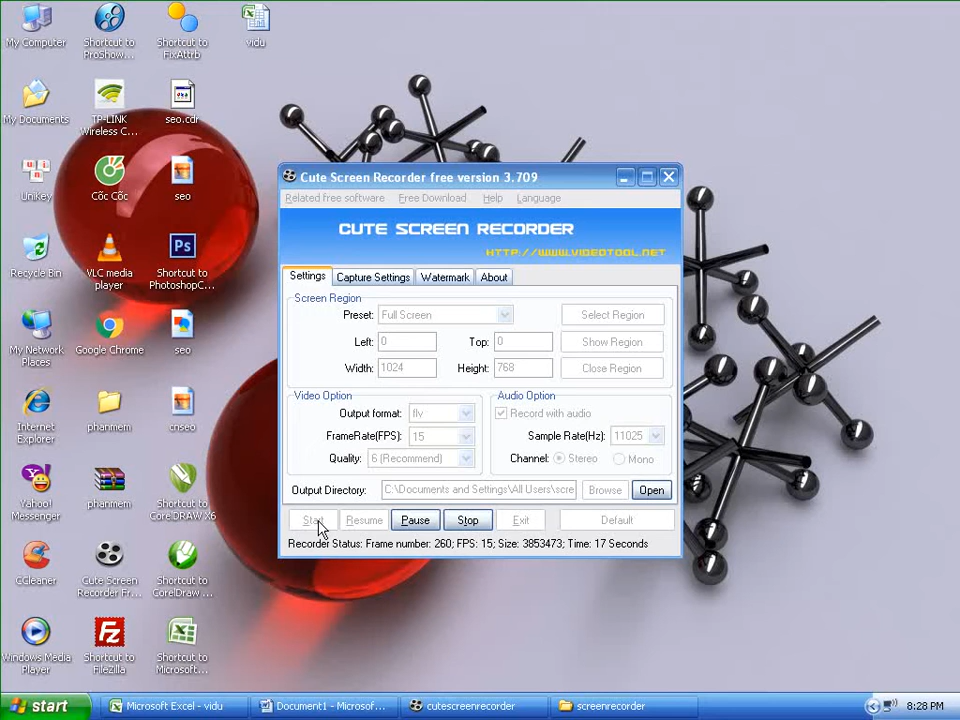 My Computer
Shortcut to
ProShow...
Shortcut to
FixAttrb
vidu
My Documents
TP-LINK
Wireless C...
seo.cdr
UniKey
Cốc Cốc
seo
Recycle Bin
VLC media
player
Ps
Shortcut to
PhotoshopC...
My Network
Places
Google Chrome
seo
Internet
Explorer
phanmem
cnseo
Yahoo!
Messenger
phanmem
Shortcut to
CorelDRAW X6
CCleaner
Cute Screen
Recorder Fr...
Shortcut to
CorelDraw ...
Windows Media
Player
Shortcut to
FileZilla
Shortcut to
Microsoft...
Cute Screen Recorder free version 3.709
Related free software Free Download Help Language
CUTE SCREEN RECORDER
HTTP://WWW.VIDEOTOOL.NET
Settings Capture Settings Watermark About
Screen Region
Preset: Full Screen Select Region
Left: 0 Top: 0 Show Region
Width: 1024 Height: 768 Close Region
Video Option Audio Option
Output format: flv Record with audio
FrameRate(FPS): 15 Sample Rate(Hz): 11025
Quality: 6 (Recommend) Channel: Stereo Mono
Output Directory: C:\Documents and Settings\All Users\scre Browse Open
Start Resume Pause Stop Exit Default
Recorder Status: Frame number: 260; FPS: 15; Size: 3853473; Time: 17 Seconds
start Microsoft Excel - vidu Document1 - Microsof... cutescreenrecorder screenrecorder 8:28 PM